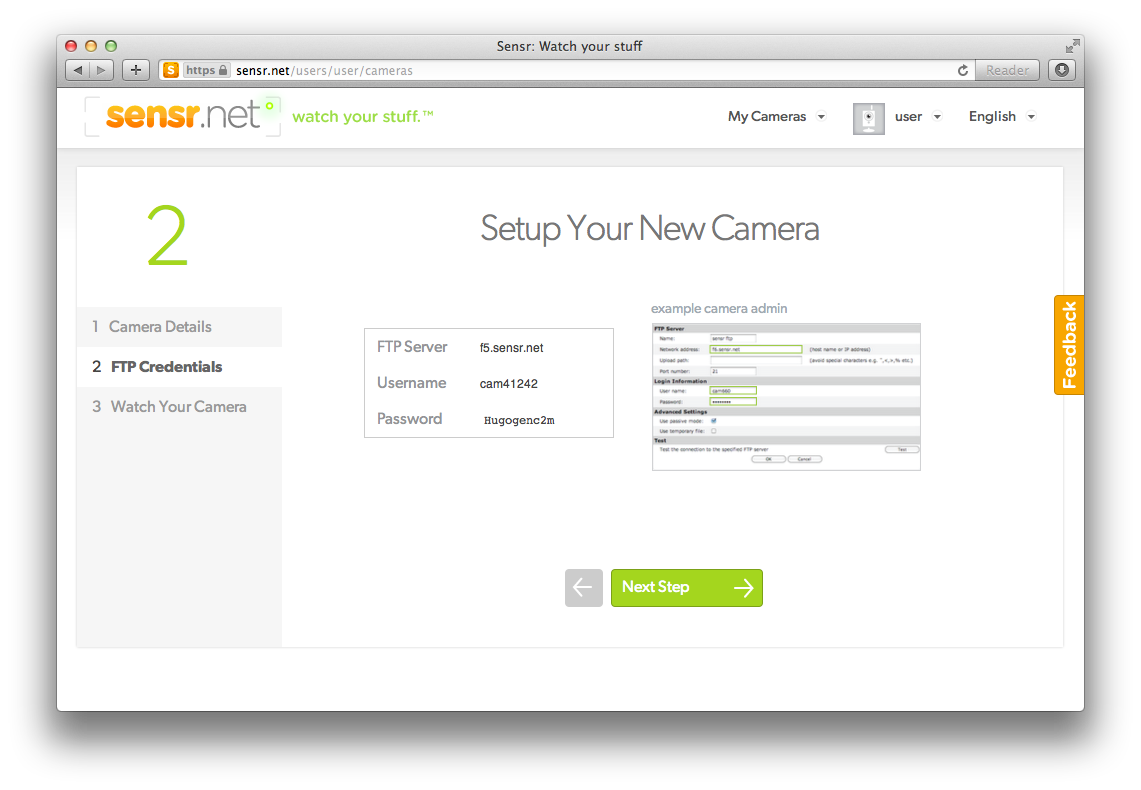 Sensr: Watch your stuff
https sensr.net/users/user/cameras
Reader
sensr.net watch your stuff.™
My Cameras
user
English
2
Setup Your New Camera
1 Camera Details
2 FTP Credentials
3 Watch Your Camera
FTP Server f5.sensr.net
Username cam41242
Password Hugogenc2m
example camera admin
FTP Server
Name: sensr ftp
Network address: f6.sensr.net (host name or IP address)
Upload path: (avoid special characters e.g.
Port number: 21
Login Information
User name: cam660
Password: ••••••••
Advanced Settings
Use passive mode:
Use temporary file:
Test
Test the connection to the specified FTP server Test
OK Cancel
Feedback
Next Step